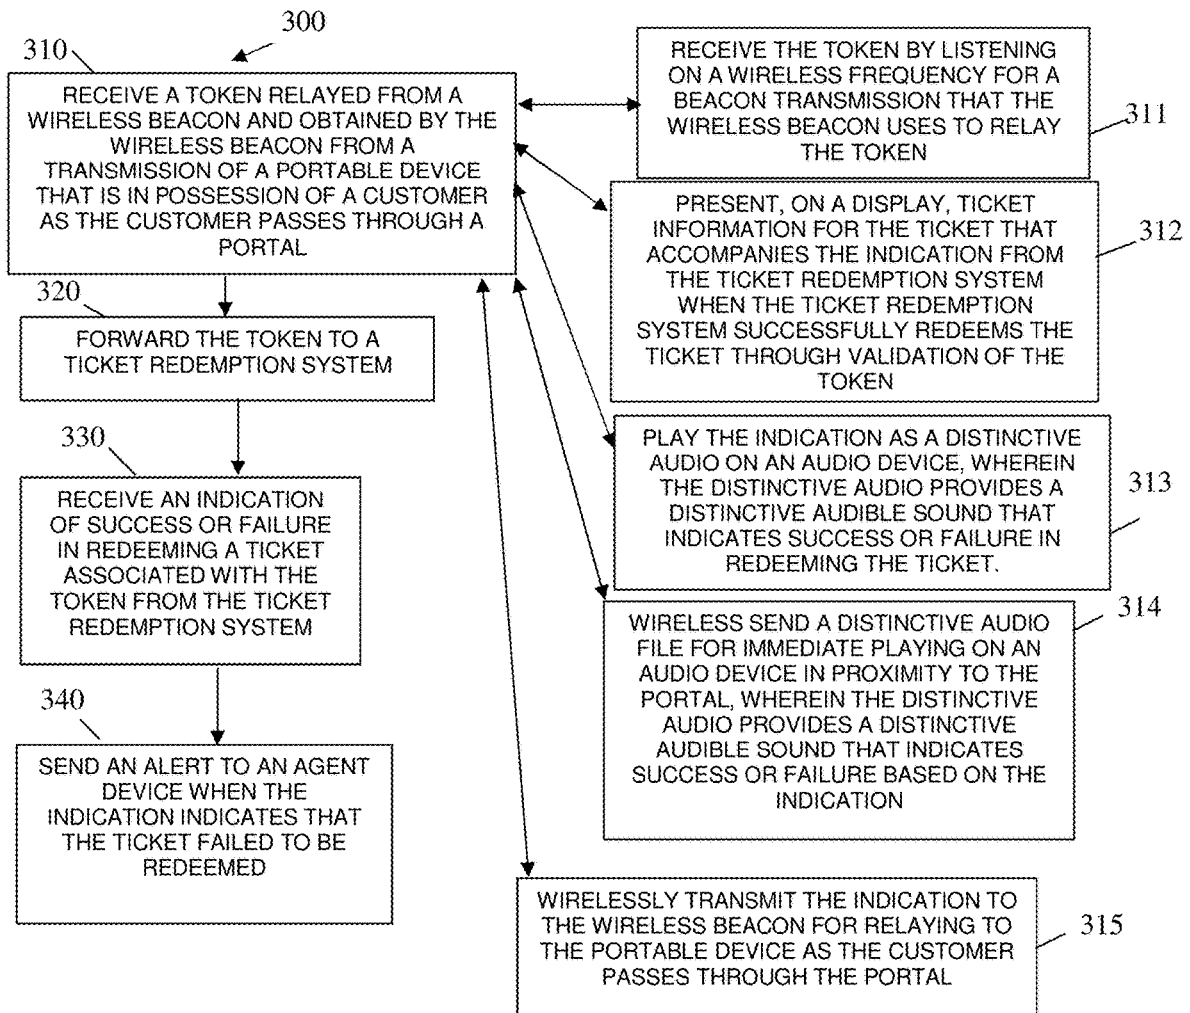 300
310
RECEIVE A TOKEN RELAYED FROM A
WIRELESS BEACON AND OBTAINED BY THE
WIRELESS BEACON FROM A
TRANSMISSION OF A PORTABLE DEVICE
THAT IS IN POSSESSION OF A CUSTOMER
AS THE CUSTOMER PASSES THROUGH A
PORTAL
320
FORWARD THE TOKEN TO A
TICKET REDEMPTION SYSTEM
330
RECEIVE AN INDICATION
OF SUCCESS OR FAILURE
IN REDEEMING A TICKET
ASSOCIATED WITH THE
TOKEN FROM THE TICKET
REDEMPTION SYSTEM
340
SEND AN ALERT TO AN AGENT
DEVICE WHEN THE
INDICATION INDICATES THAT
THE TICKET FAILED TO BE
REDEEMED
RECEIVE THE TOKEN BY LISTENING
ON A WIRELESS FREQUENCY FOR A
BEACON TRANSMISSION THAT THE
WIRELESS BEACON USES TO RELAY
THE TOKEN
311
PRESENT, ON A DISPLAY, TICKET
INFORMATION FOR THE TICKET THAT
ACCOMPANIES THE INDICATION FROM
THE TICKET REDEMPTION SYSTEM
WHEN THE TICKET REDEMPTION
SYSTEM SUCCESSFULLY REDEEMS THE
TICKET THROUGH VALIDATION OF THE
TOKEN
312
PLAY THE INDICATION AS A DISTINCTIVE
AUDIO ON AN AUDIO DEVICE, WHEREIN
THE DISTINCTIVE AUDIO PROVIDES A
DISTINCTIVE AUDIBLE SOUND THAT
INDICATES SUCCESS OR FAILURE IN
REDEEMING THE TICKET.
313
WIRELESS SEND A DISTINCTIVE AUDIO
FILE FOR IMMEDIATE PLAYING ON AN
AUDIO DEVICE IN PROXIMITY TO THE
PORTAL, WHEREIN THE DISTINCTIVE
AUDIO PROVIDES A DISTINCTIVE
AUDIBLE SOUND THAT INDICATES
SUCCESS OR FAILURE BASED ON THE
INDICATION
314
WIRELESSLY TRANSMIT THE INDICATION TO
THE WIRELESS BEACON FOR RELAYING TO
THE PORTABLE DEVICE AS THE CUSTOMER
PASSES THROUGH THE PORTAL
315